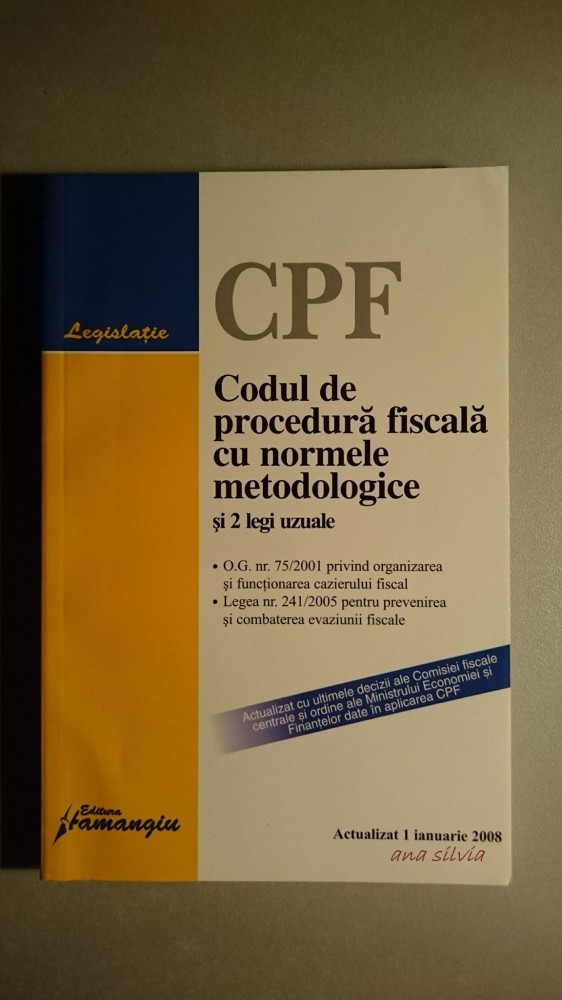 Legislație
CPF
Codul de
procedură fiscală
cu normele
metodologice
și 2 legi uzuale
• O.G. nr. 75/2001 privind organizarea
și funcționarea cazierului fiscal
• Legea nr. 241/2005 pentru prevenirea
și combaterea evaziunii fiscale
Actualizat cu ultimele decizii ale Comisiei fiscale
centrale și ordine ale Ministrului Economiei și
Finanțelor date în aplicarea CPF
Editura
Hamangiu
Actualizat 1 ianuarie 2008
ana silvia